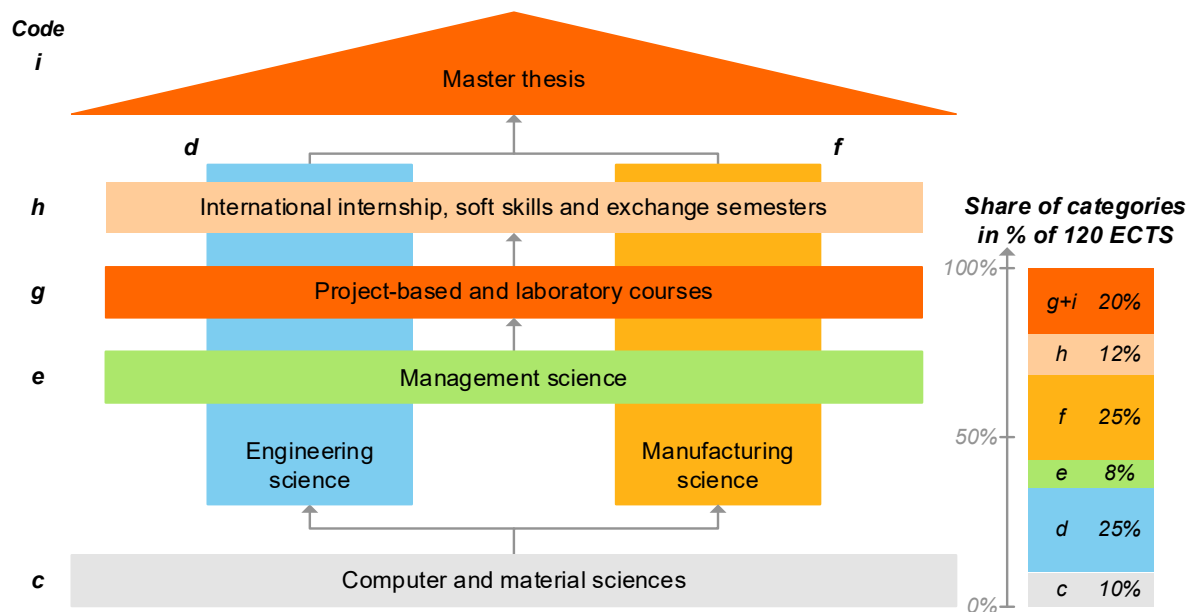 Code
i
Master thesis
d
f
h
International internship, soft skills and exchange semesters
g
Project-based and laboratory courses
e
Management science
Engineering
science
Manufacturing
science
c
Computer and material sciences
Share of categories
in % of 120 ECTS
100%
g+i 20%
h 12%
f 25%
50%
e 8%
d 25%
c 10%
0%